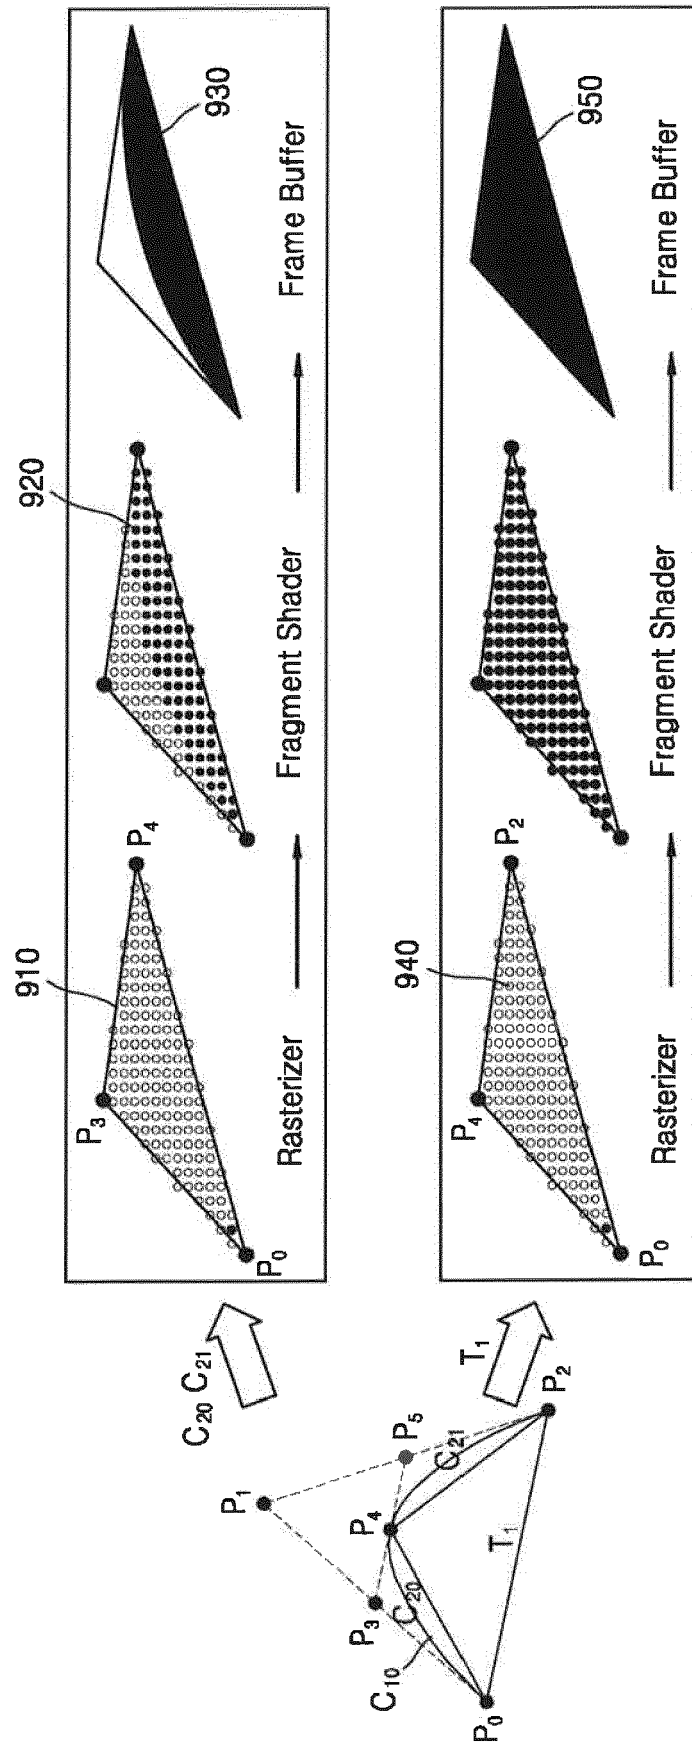 P1
P3
P4
P5
C20
C21
C10
T1
P0
P2
C20 C21
T1
910
P3
P4
P0
920
930
Rasterizer
Fragment Shader
Frame Buffer
940
P4
P2
P0
950
Rasterizer
Fragment Shader
Frame Buffer